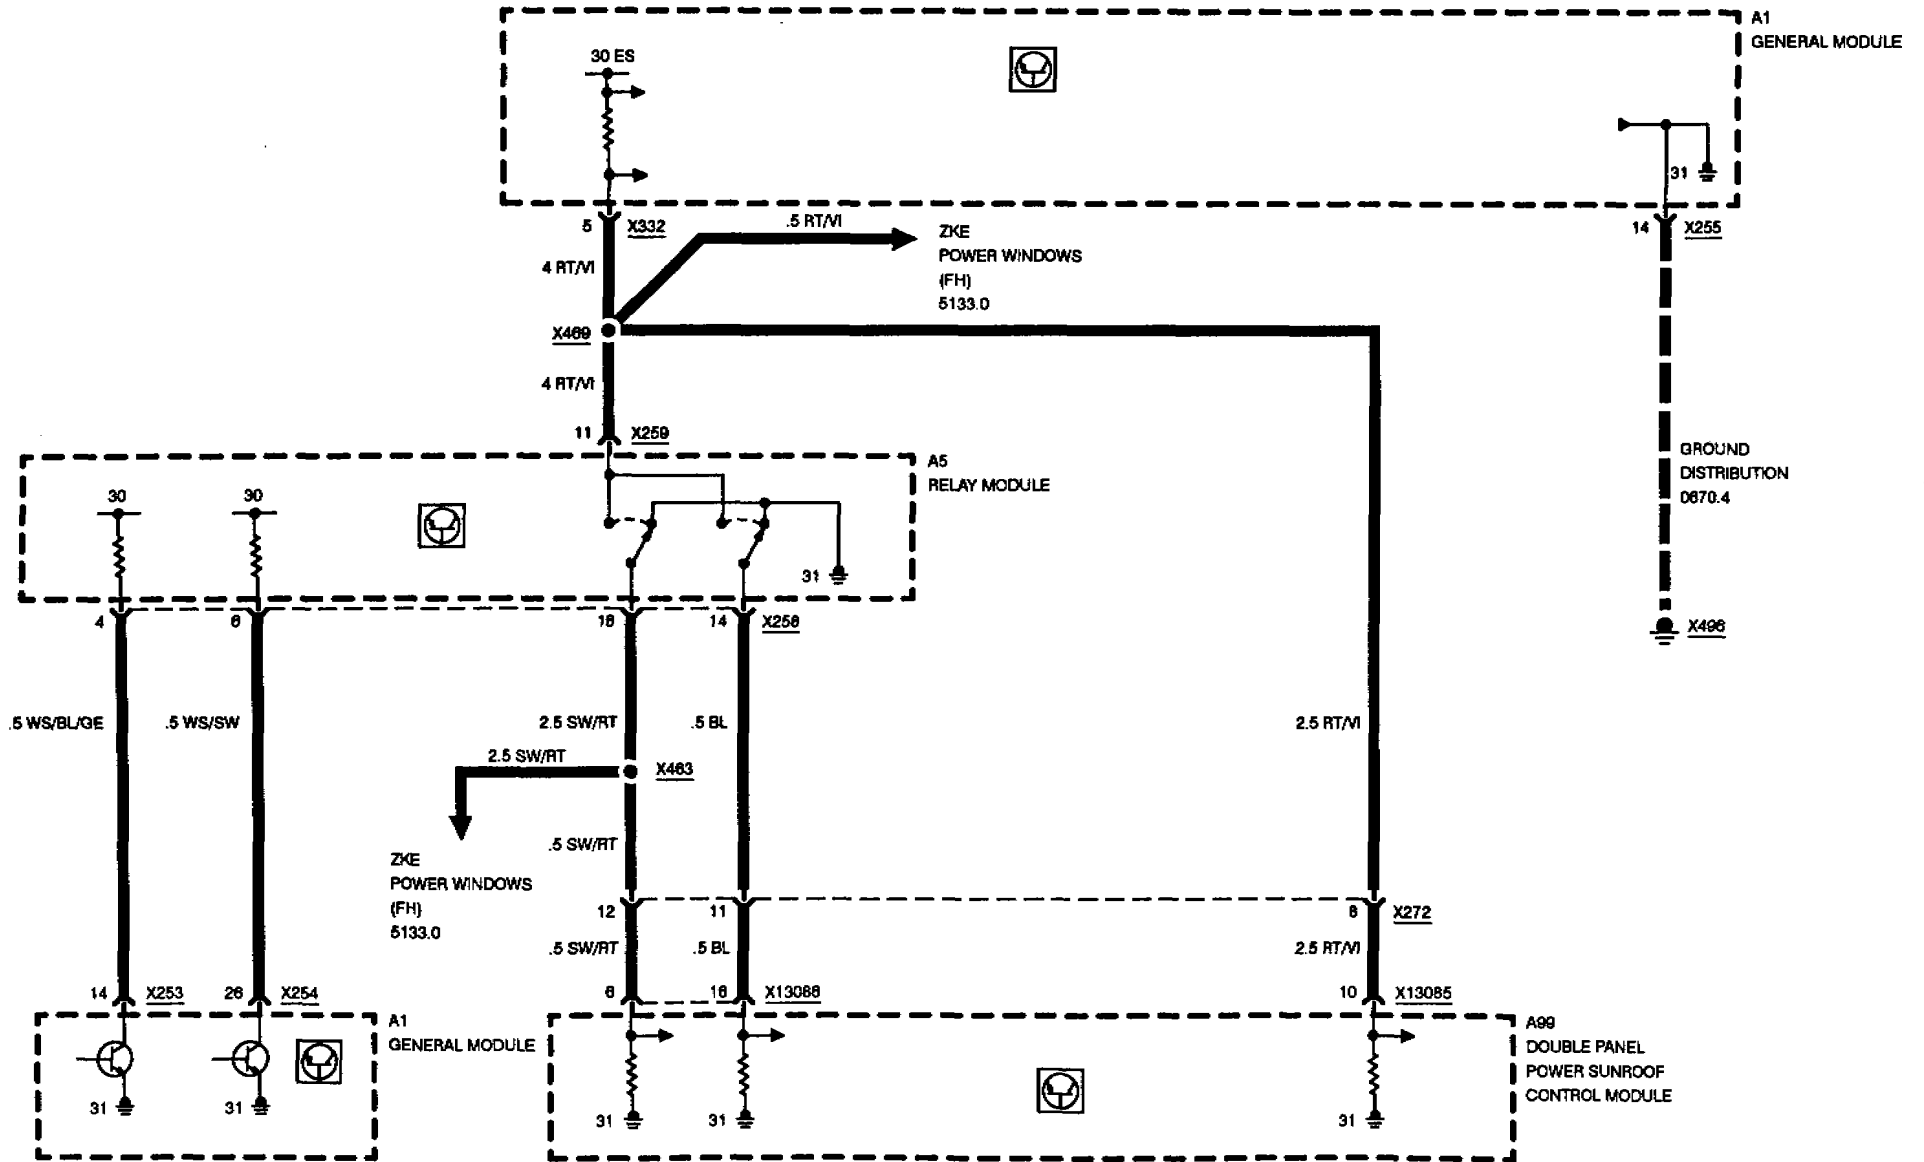 A1
GENERAL MODULE
30 ES
31
5
X332
.5 RT/VI
ZKE
POWER WINDOWS
(FH)
5133.0
14
X255
4 RT/VI
X469
4 RT/VI
11
X259
A5
RELAY MODULE
GROUND
DISTRIBUTION
0670.4
30
30
31
4
6
18
14
X258
X496
.5 WS/BL/GE
.5 WS/SW
2.5 SW/RT
.5 BL
2.5 RT/VI
2.5 SW/RT
X463
.5 SW/RT
ZKE
POWER WINDOWS
(FH)
5133.0
12
11
8
X272
.5 SW/RT
.5 BL
2.5 RT/VI
14
X253
26
X254
6
16
X13086
10
X13085
A1
GENERAL MODULE
A99
DOUBLE PANEL
POWER SUNROOF
CONTROL MODULE
31
31
31
31
31